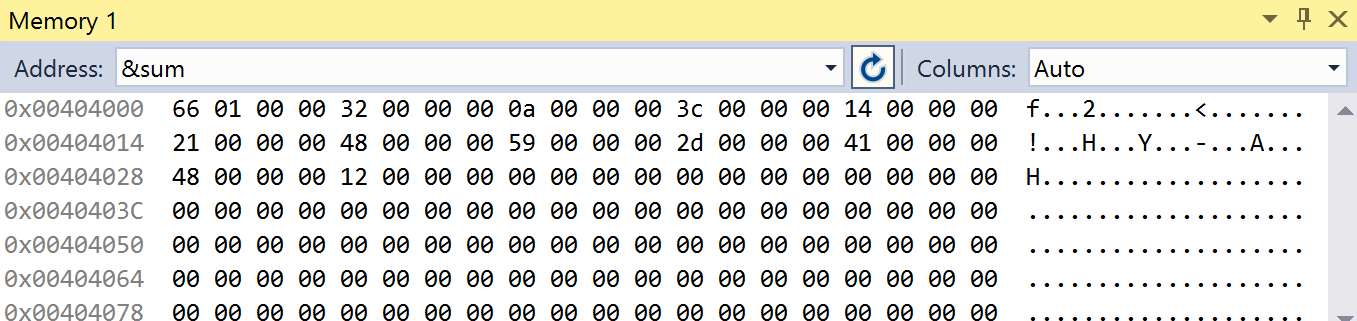 Memory 1
Address: &sum Columns: Auto
0x00404000 66 01 00 00 32 00 00 00 0a 00 00 00 3c 00 00 00 14 00 00 00 f...2.......<.......
0x00404014 21 00 00 00 48 00 00 00 59 00 00 00 2d 00 00 00 41 00 00 00 !...H...Y...-...A...
0x00404028 48 00 00 00 12 00 00 00 00 00 00 00 00 00 00 00 00 00 00 00 H...................
0x0040403C 00 00 00 00 00 00 00 00 00 00 00 00 00 00 00 00 00 00 00 00 ....................
0x00404050 00 00 00 00 00 00 00 00 00 00 00 00 00 00 00 00 00 00 00 00 ....................
0x00404064 00 00 00 00 00 00 00 00 00 00 00 00 00 00 00 00 00 00 00 00 ....................
0x00404078 00 00 00 00 00 00 00 00 00 00 00 00 00 00 00 00 00 00 00 00 ....................